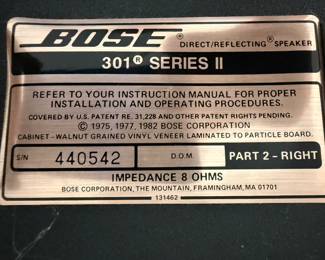 BOSE® DIRECT/REFLECTING® SPEAKER
301® SERIES II
REFER TO YOUR INSTRUCTION MANUAL FOR PROPER
INSTALLATION AND OPERATING PROCEDURES.
COVERED BY U.S. PATENT RE. 31,228 AND OTHER PATENT RIGHTS PENDING.
© 1975, 1977, 1982 BOSE CORPORATION
CABINET-WALNUT GRAINED VINYL VENEER LAMINATED TO PARTICLE BOARD.
S/N 440542 D.O.M. PART 2 - RIGHT
IMPEDANCE 8 OHMS
BOSE CORPORATION, THE MOUNTAIN, FRAMINGHAM, MA 01701
131462